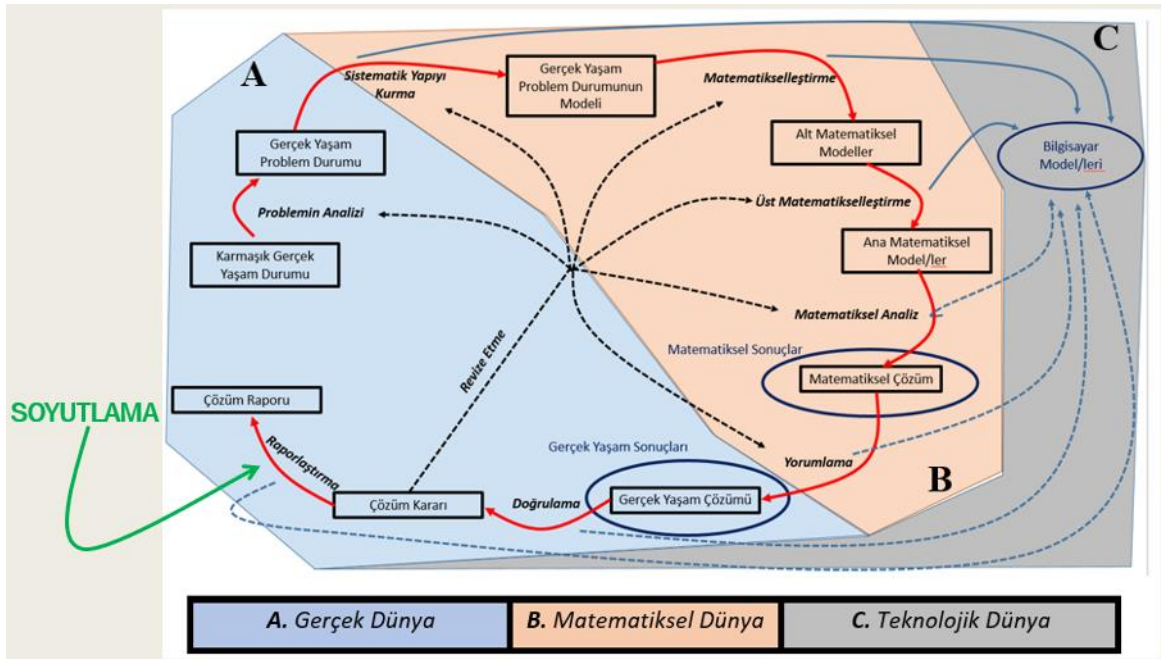 A
C
Sistematik Yapıyı
Kurma
Gerçek Yaşam
Problem Durumunun
Modeli
Matematikselleştirme
Gerçek Yaşam
Problem Durumu
Alt Matematiksel
Modeller
Bilgisayar
Model/leri
Problemin Analizi
Üst Matematikselleştirme
Karmaşık Gerçek
Yaşam Durumu
Ana Matematiksel
Model/ler
Matematiksel Analiz
Revize Etme
Matematiksel Sonuçlar
Matematiksel Çözüm
SOYUTLAMA
Çözüm Raporu
Gerçek Yaşam Sonuçları
Yorumlama
B
Raporlaştırma
Çözüm Kararı
Doğrulama
Gerçek Yaşam Çözümü
A. Gerçek Dünya
B. Matematiksel Dünya
C. Teknolojik Dünya